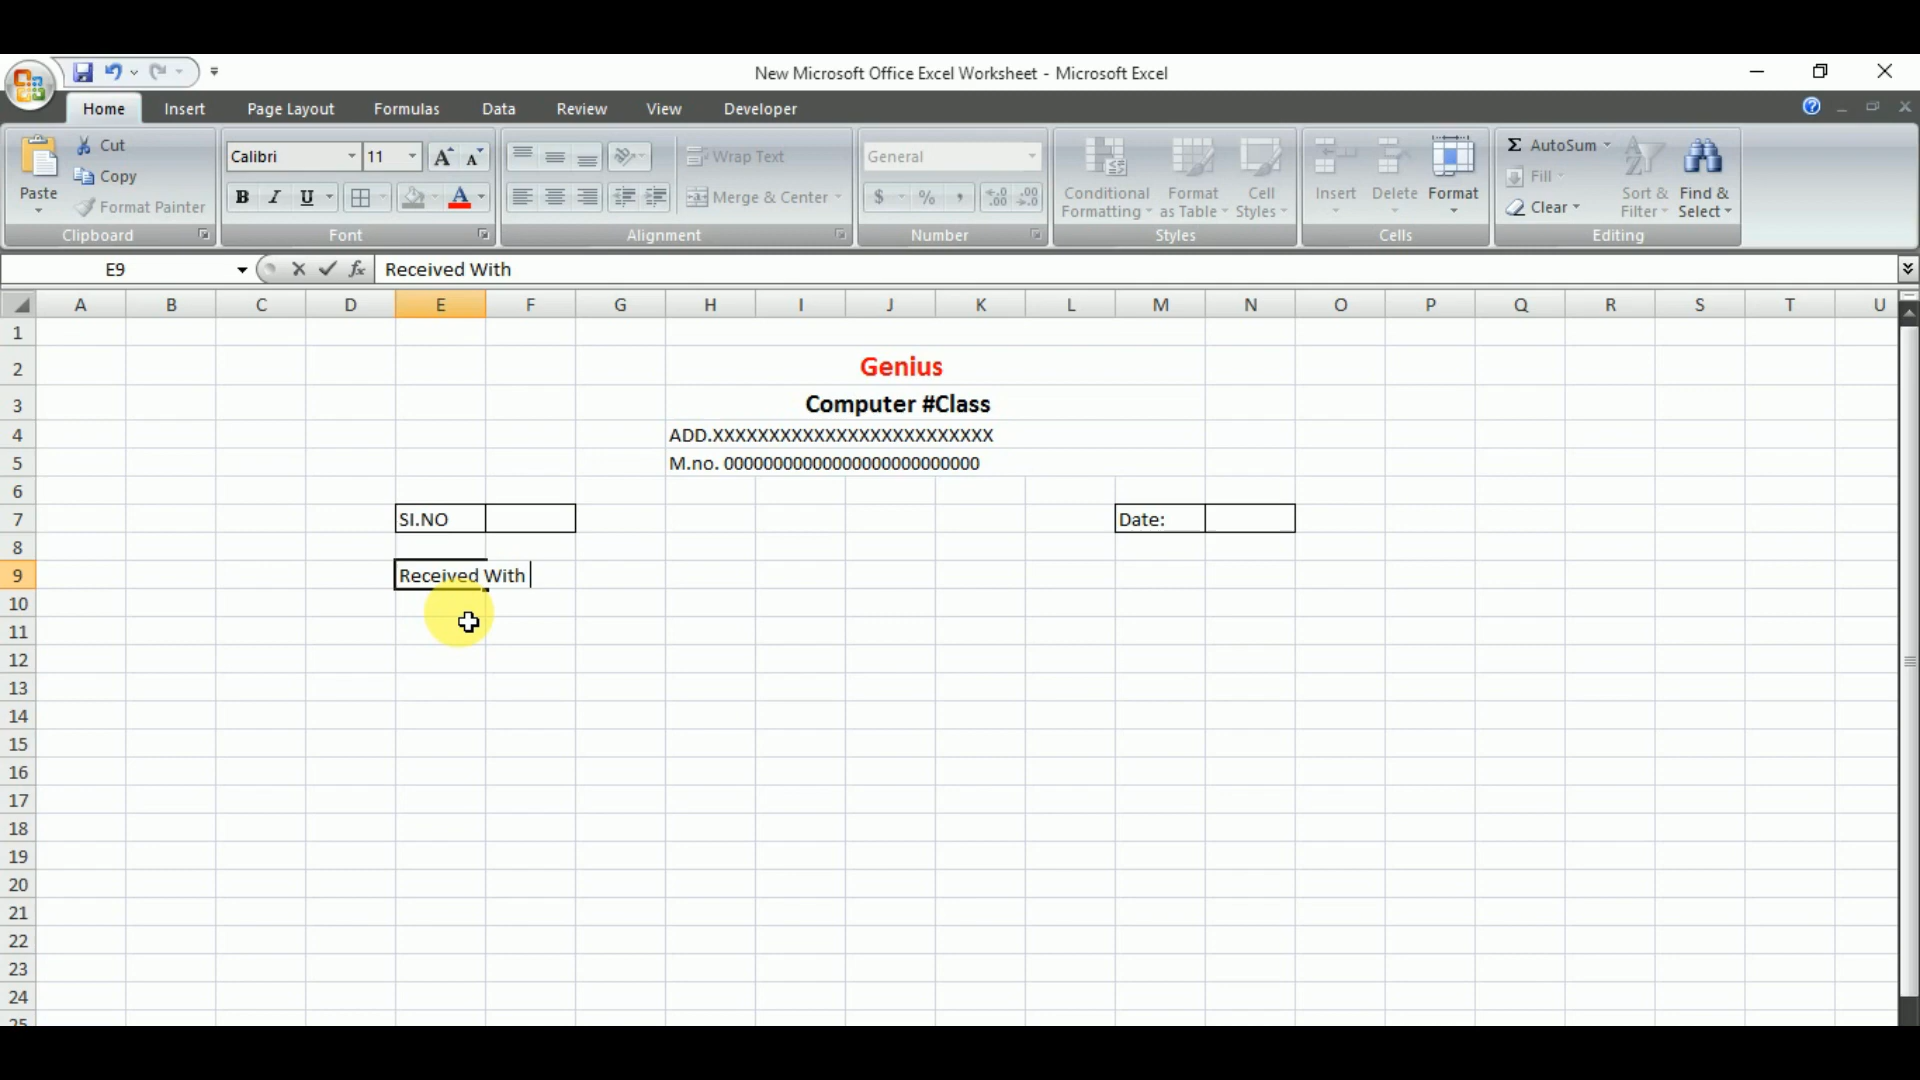 New Microsoft Office Excel Worksheet - Microsoft Excel
Home Insert Page Layout Formulas Data Review View Developer
Paste
Cut
Copy
Format Painter
Clipboard
Calibri 11
B I U A
Font
Wrap Text
Merge & Center
Alignment
General
$ % ,
Number
Conditional Formatting
Format as Table
Cell Styles
Styles
Insert Delete Format
Cells
Σ AutoSum
Fill
Clear
Sort & Filter
Find & Select
Editing
E9 fx Received With
A B C D E F G H I J K L M N O P Q R S T U
1
2 Genius
3 Computer #Class
4 ADD.XXXXXXXXXXXXXXXXXXXXXXXXX
5 M.no. 00000000000000000000000000
6
7 SI.NO Date:
8
9 Received With
10
11
12
13
14
15
16
17
18
19
20
21
22
23
24
25